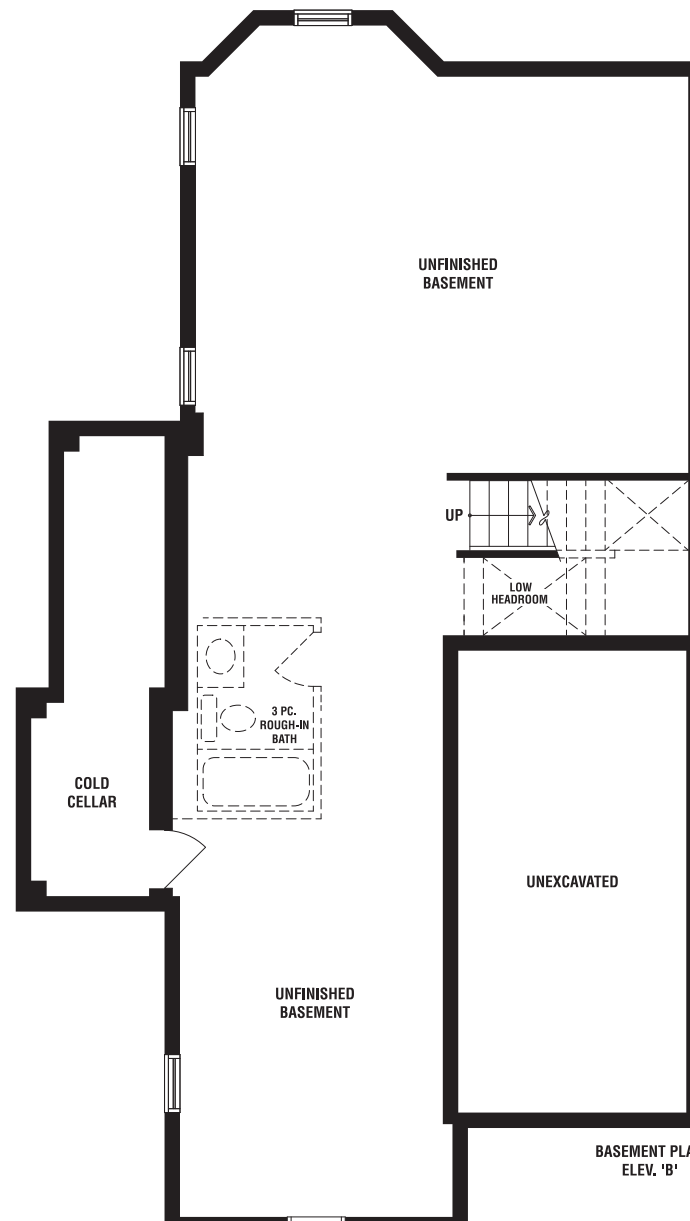 UNFINISHED
BASEMENT
UP
LOW
HEADROOM
3 PC.
ROUGH-IN
BATH
COLD
CELLAR
UNEXCAVATED
UNFINISHED
BASEMENT
BASEMENT PLA
ELEV. 'B'